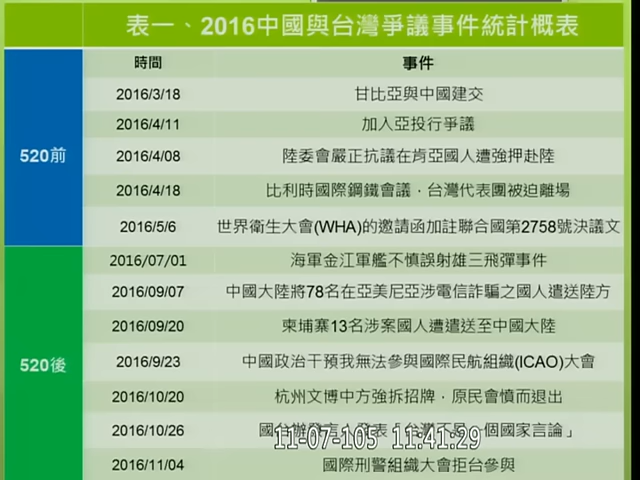 表一、2016中國與台灣爭議事件統計概表
時間 事件
520前
2016/3/18 甘比亞與中國建交
2016/4/11 加入亞投行爭議
2016/4/08 陸委會嚴正抗議在肯亞國人遭強押赴陸
2016/4/18 比利時國際鋼鐵會議，台灣代表團被迫離場
2016/5/6 世界衛生大會(WHA)的邀請函加註聯合國第2758號決議文
520後
2016/07/01 海軍金江軍艦不慎誤射雄三飛彈事件
2016/09/07 中國大陸將78名在亞美尼亞涉電信詐騙之國人遣送陸方
2016/09/20 柬埔寨13名涉案國人遭遣送至中國大陸
2016/9/23 中國政治干預我無法參與國際民航組織(ICAO)大會
2016/10/20 杭州文博中方強拆招牌，原民會憤而退出
2016/10/26 國 個國家言論」
11-07-105 11:41:29
2016/11/04 國際刑警組織大會拒台參與